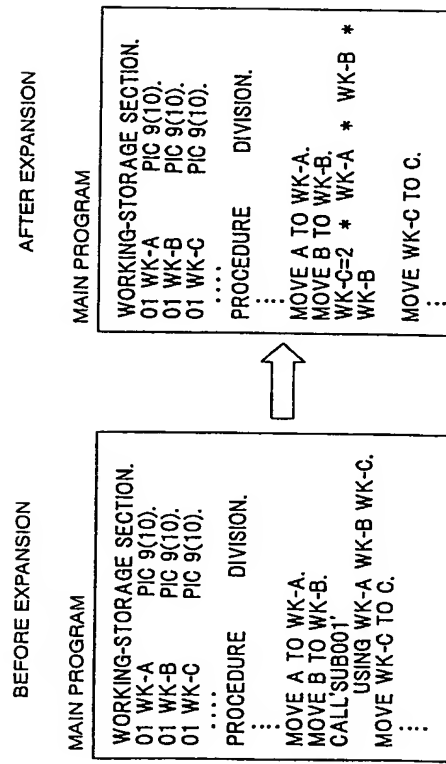 BEFORE EXPANSION
MAIN PROGRAM
WORKING-STORAGE SECTION.
01 WK-A PIC 9(10).
01 WK-B PIC 9(10).
01 WK-C PIC 9(10).
....
PROCEDURE DIVISION.
....
MOVE A TO WK-A.
MOVE B TO WK-B.
CALL'SUB001'
USING WK-A WK-B WK-C.
MOVE WK-C TO C.
....
AFTER EXPANSION
MAIN PROGRAM
WORKING-STORAGE SECTION.
01 WK-A PIC 9(10).
01 WK-B PIC 9(10).
01 WK-C PIC 9(10).
....
PROCEDURE DIVISION.
....
MOVE A TO WK-A.
MOVE B TO WK-B.
WK-C=2 * WK-A * WK-B *
WK-B
MOVE WK-C TO C.
....